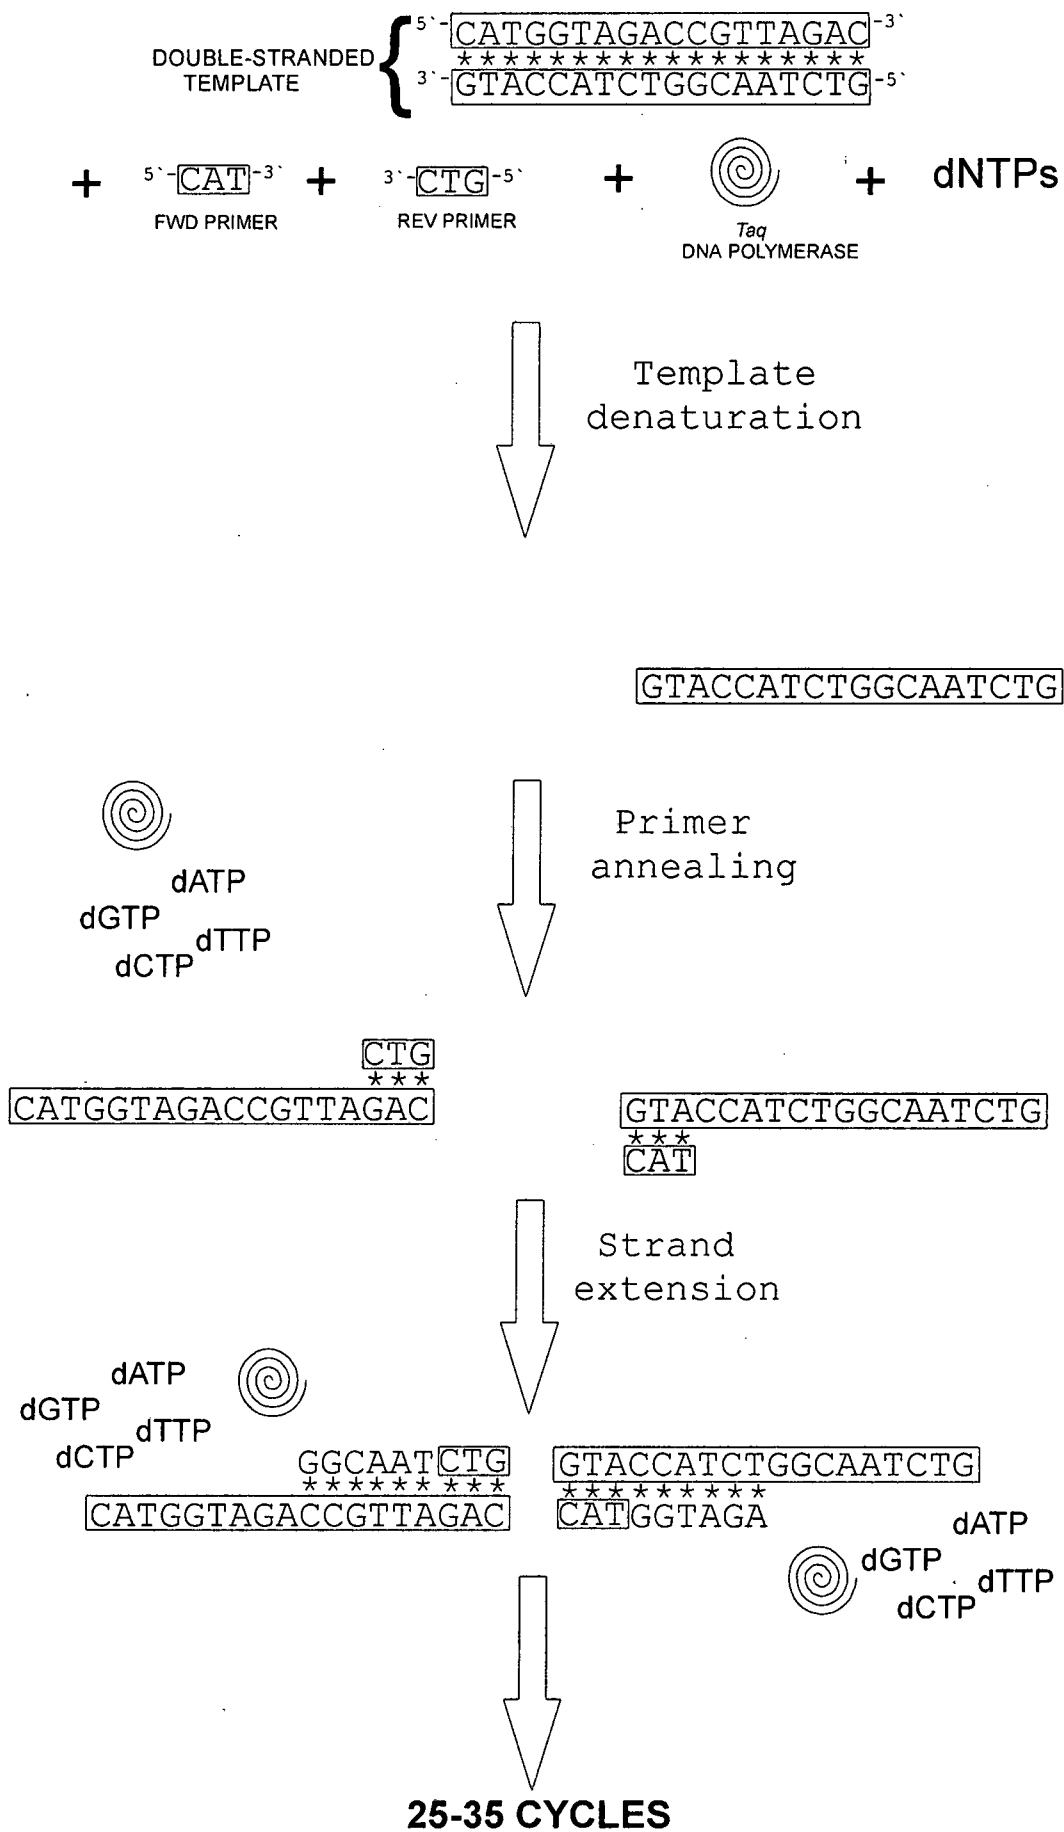 5`-CATGGTAGACCGTTAGAC-3`
DOUBLE-STRANDED
TEMPLATE
******************
3`-GTACCATCTGGCAATCTG-5`
+ 5`-CAT-3` + 3`-CTG-5` + + dNTPs
FWD PRIMER
REV PRIMER
Taq
DNA POLYMERASE
Template
denaturation
GTACCATCTGGCAATCTG
Primer
annealing
dATP
dGTP
dTTP
dCTP
CTG
***
CATGGTAGACCGTTAGAC
GTACCATCTGGCAATCTG
***
CAT
Strand
extension
dATP
dGTP
dTTP
dCTP
GGCAATCTG
*********
CATGGTAGACCGTTAGAC
GTACCATCTGGCAATCTG
*********
CATGGTAGA
dATP
dGTP
dTTP
dCTP
25-35 CYCLES